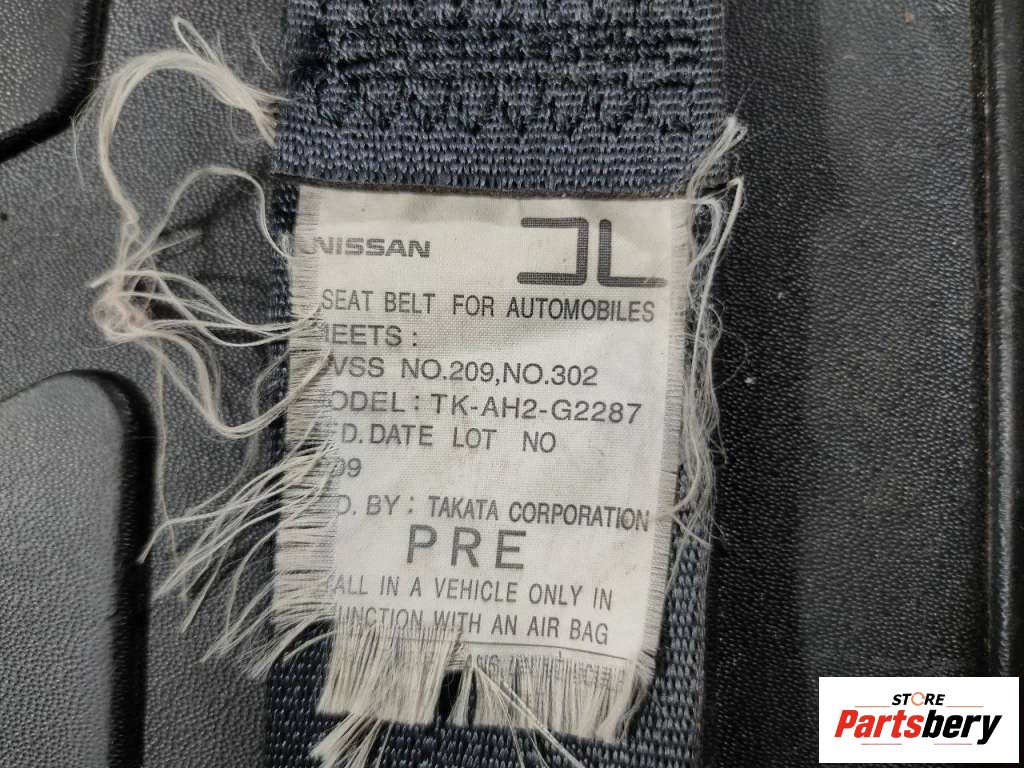 NISSAN
SEAT BELT FOR AUTOMOBILES
EETS :
VSS NO.209,NO.302
ODEL : TK-AH2-G2287
D. DATE LOT NO
09
D. BY : TAKATA CORPORATION
PRE
ALL IN A VEHICLE ONLY IN
UNCTION WITH AN AIR BAG
STORE
Partsbery